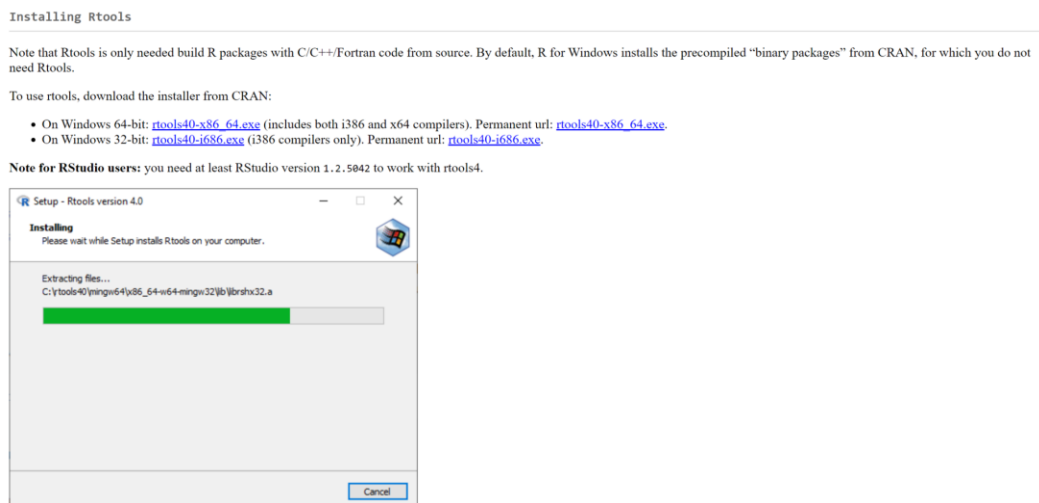 Installing Rtools
Note that Rtools is only needed build R packages with C/C++/Fortran code from source. By default, R for Windows installs the precompiled “binary packages” from CRAN, for which you do not
need Rtools.
To use rtools, download the installer from CRAN:
• On Windows 64-bit: rtools40-x86_64.exe (includes both i386 and x64 compilers). Permanent url: rtools40-x86_64.exe.
• On Windows 32-bit: rtools40-i686.exe (i386 compilers only). Permanent url: rtools40-i686.exe.
Note for RStudio users: you need at least RStudio version 1.2.5042 to work with rtools4.
Setup - Rtools version 4.0
Installing
Please wait while Setup installs Rtools on your computer.
Extracting files...
C:\rtools40\mingw64\x86_64-w64-mingw32\lib\librshx32.a
Cancel